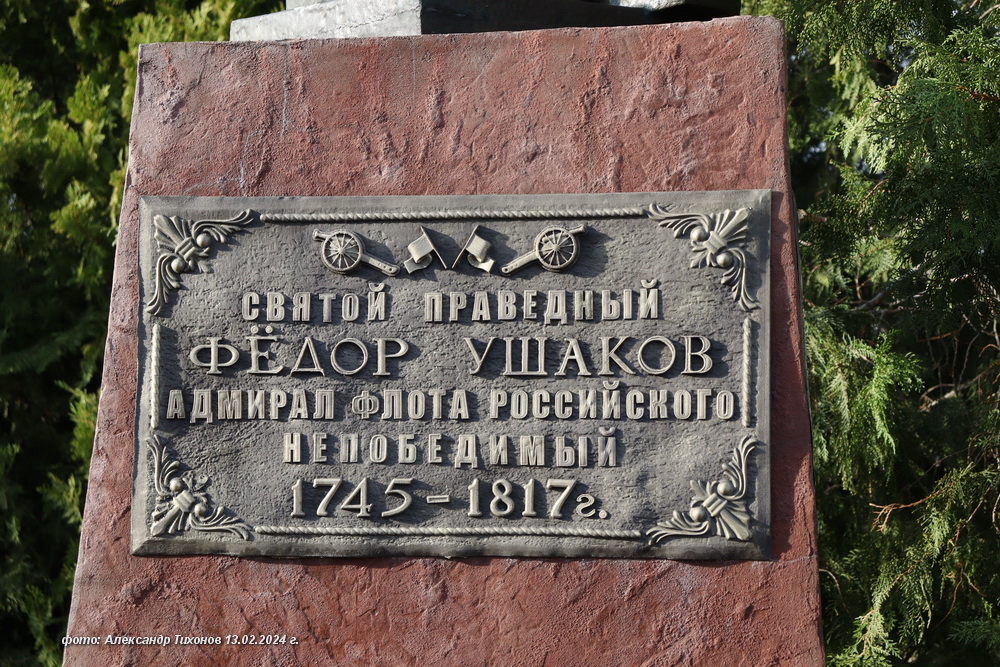 СВЯТОЙ ПРАВЕДНЫЙ
ФЁДОР УШАКОВ
АДМИРАЛ ФЛОТА РОССИЙСКОГО
НЕПОБЕДИМЫЙ
1745-1817г.
фото: Александр Тихонов 13.02.2024 г.